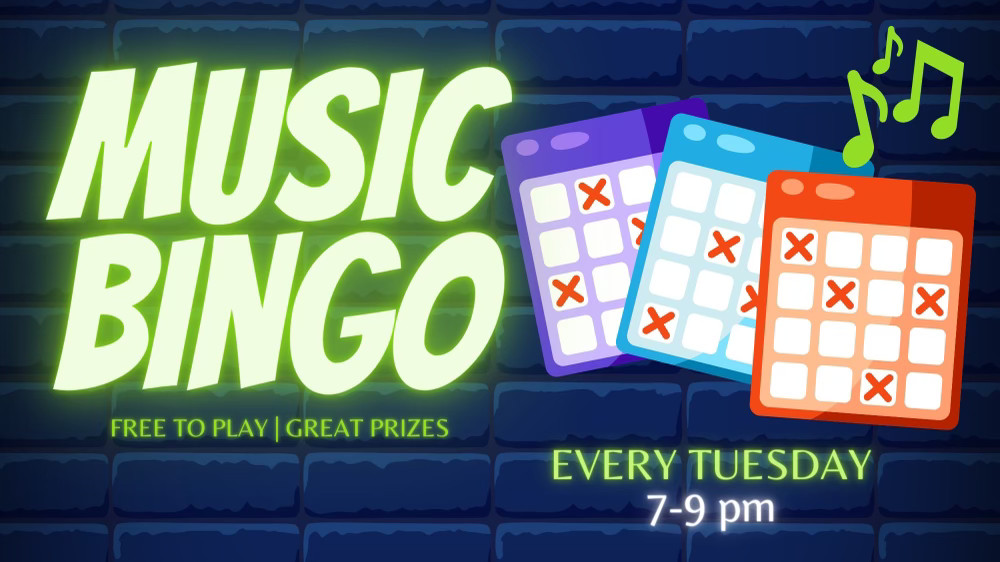 MUSIC
BINGO
FREE TO PLAY | GREAT PRIZES
EVERY TUESDAY
7-9 pm